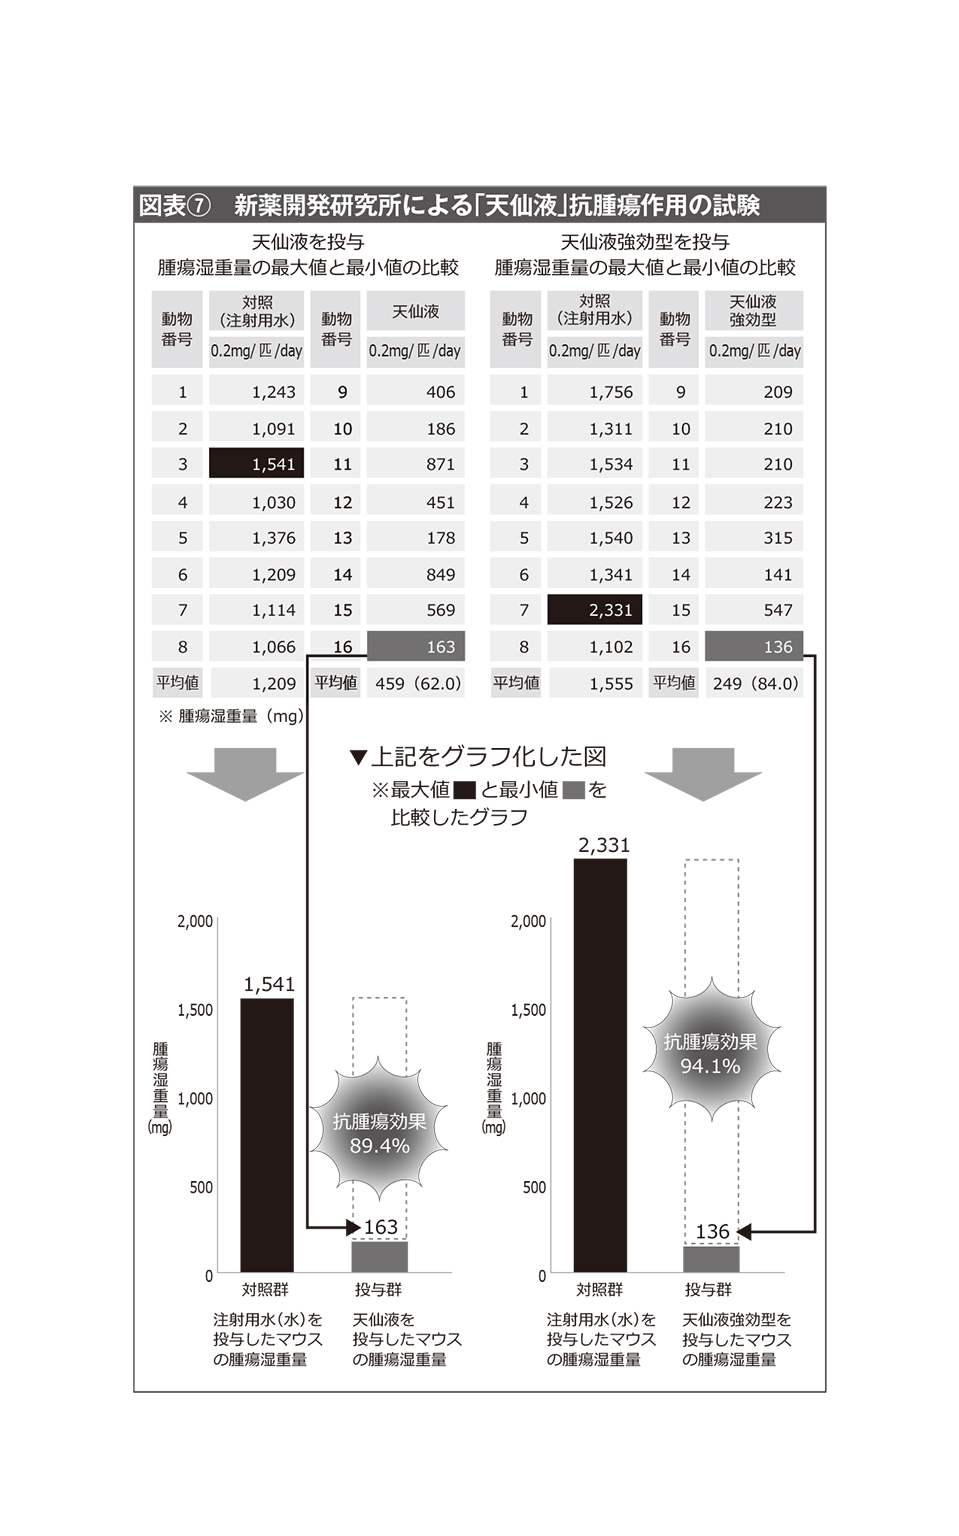 図表⑦　新薬開発研究所による「天仙液」抗腫瘍作用の試験
天仙液を投与
腫瘍湿重量の最大値と最小値の比較
動物番号 対照（注射用水） 0.2mg/匹/day 動物番号 天仙液 0.2mg/匹/day
1 1,243 9 406
2 1,091 10 186
3 1,541 11 871
4 1,030 12 451
5 1,376 13 178
6 1,209 14 849
7 1,114 15 569
8 1,066 16 163
平均値 1,209 平均値 459（62.0）
※ 腫瘍湿重量（mg）
天仙液強効型を投与
腫瘍湿重量の最大値と最小値の比較
動物番号 対照（注射用水） 0.2mg/匹/day 動物番号 天仙液強効型 0.2mg/匹/day
1 1,756 9 209
2 1,311 10 210
3 1,534 11 210
4 1,526 12 223
5 1,540 13 315
6 1,341 14 141
7 2,331 15 547
8 1,102 16 136
平均値 1,555 平均値 249（84.0）
▼上記をグラフ化した図
※最大値■と最小値■を
比較したグラフ
2,000
1,500
1,000
500
0
腫瘍湿重量(mg)
1,541
抗腫瘍効果
89.4%
163
対照群
投与群
注射用水(水)を
投与したマウス
の腫瘍湿重量
天仙液を
投与したマウス
の腫瘍湿重量
2,000
1,500
1,000
500
0
腫瘍湿重量(mg)
2,331
抗腫瘍効果
94.1%
136
対照群
投与群
注射用水(水)を
投与したマウス
の腫瘍湿重量
天仙液強効型を
投与したマウス
の腫瘍湿重量